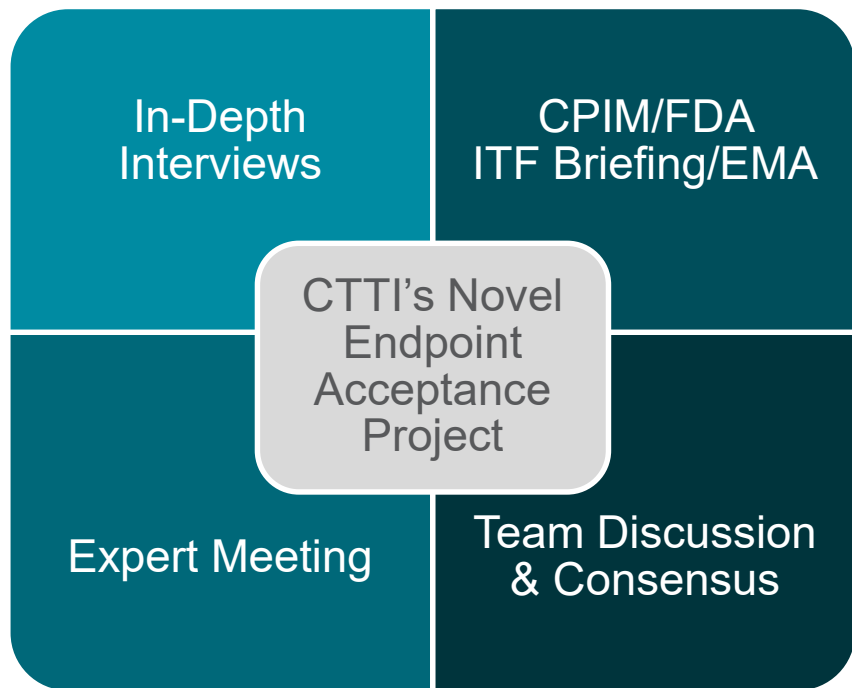 In-Depth
Interviews
CPIM/FDA
ITF Briefing/EMA
CTTI’s Novel
Endpoint
Acceptance
Project
Expert Meeting
Team Discussion
& Consensus